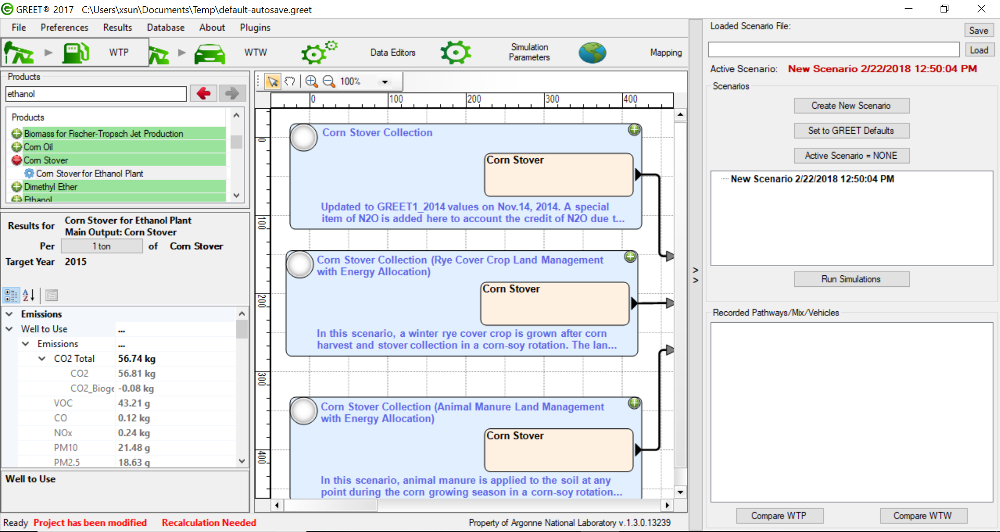 GREET® 2017   C:\Users\xsun\Documents\Temp\default-autosave.greet
File   Preferences   Results   Database   About   Plugins
WTP   WTW   Data Editors   Simulation Parameters   Mapping
Products
ethanol
Products
Biomass for Fischer-Tropsch Jet Production
Corn Oil
Corn Stover
Corn Stover for Ethanol Plant
Dimethyl Ether
Ethanol
Results for   Corn Stover for Ethanol Plant
Main Output: Corn Stover
Per   1 ton   of   Corn Stover
Target Year   2015
Emissions
Well to Use   ...
Emissions   ...
CO2 Total   56.74 kg
CO2   56.81 kg
CO2_Bioge   -0.08 kg
VOC   43.21 g
CO   0.12 kg
NOx   0.24 kg
PM10   21.48 g
PM2.5   18.63 g
Well to Use
Ready   Project has been modified   Recalculation Needed
100%
0   100   200   300   400
0
100
200
300
400
Corn Stover Collection
Corn Stover
Updated to GREET1_2014 values on Nov.14, 2014. A special
item of N2O is added here to account the credit of N2O due t...
Corn Stover Collection (Rye Cover Crop Land Management
with Energy Allocation)
Corn Stover
In this scenario, a winter rye cover crop is grown after corn
harvest and stover collection in a corn-soy rotation. The lan...
Corn Stover Collection (Animal Manure Land Management
with Energy Allocation)
Corn Stover
In this scenario, animal manure is applied to the soil at any
point during the corn growing season in a corn-soy rotation...
Property of Argonne National Laboratory v.1.3.0.13239
>
>
Loaded Scenario File:
Save
Load
Active Scenario:   New Scenario 2/22/2018 12:50:04 PM
Scenarios
Create New Scenario
Set to GREET Defaults
Active Scenario = NONE
New Scenario 2/22/2018 12:50:04 PM
Run Simulations
Recorded Pathways/Mix/Vehicles
Compare WTP   Compare WTW